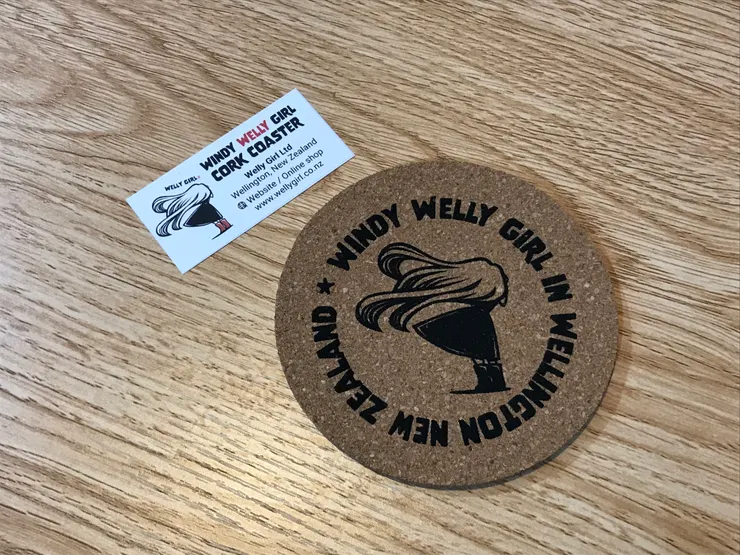 WELLY GIRL
WINDY WELLY GIRL
CORK COASTER
Welly Girl Ltd
Wellington, New Zealand
Website / Online shop
www.wellygirl.co.nz
★ WINDY WELLY GIRL IN WELLINGTON NEW ZEALAND